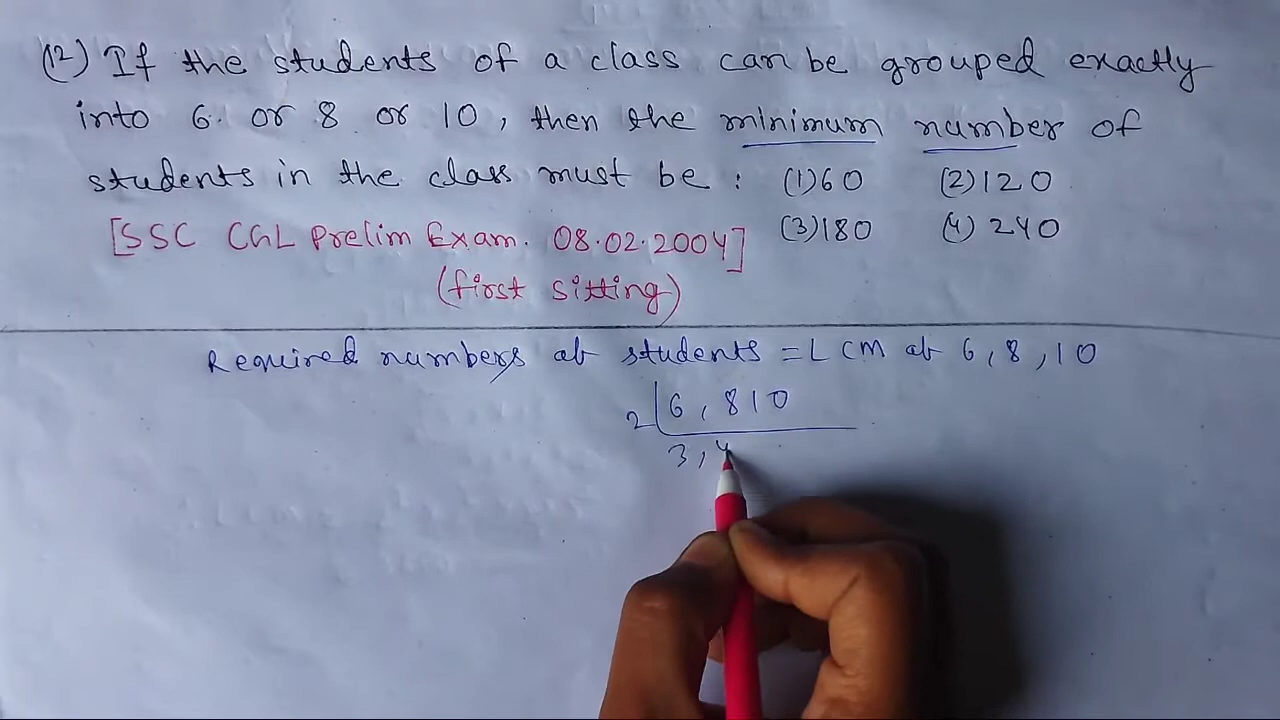 (12) If the students of a class can be grouped exactly
into 6 or 8 or 10, then the minimum number of
students in the class must be : (1) 60 (2) 120
[SSC CGL Prelim Exam. 08.02.2004] (3) 180 (4) 240
(first sitting)
Required numbers of students = LCM of 6, 8, 10
2 | 6, 8 10
3, 4